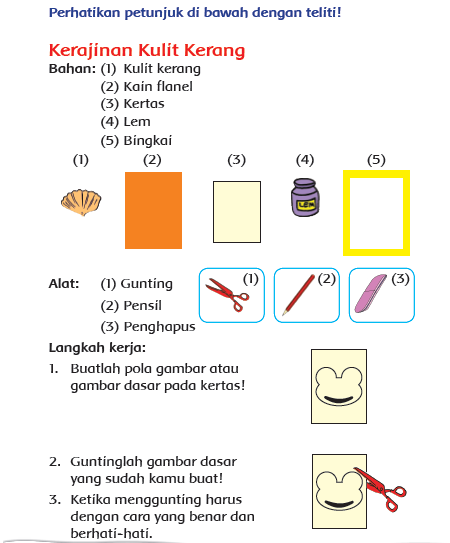 Perhatikan petunjuk di bawah dengan teliti!
Kerajinan Kulit Kerang
Bahan: (1) Kulit kerang
(2) Kain flanel
(3) Kertas
(4) Lem
(5) Bingkai
(1) (2) (3) (4) (5)
LEM
Alat: (1) Gunting
(2) Pensil
(3) Penghapus
(1) (2) (3)
Langkah kerja:
1. Buatlah pola gambar atau
gambar dasar pada kertas!
2. Guntinglah gambar dasar
yang sudah kamu buat!
3. Ketika menggunting harus
dengan cara yang benar dan
berhati-hati.